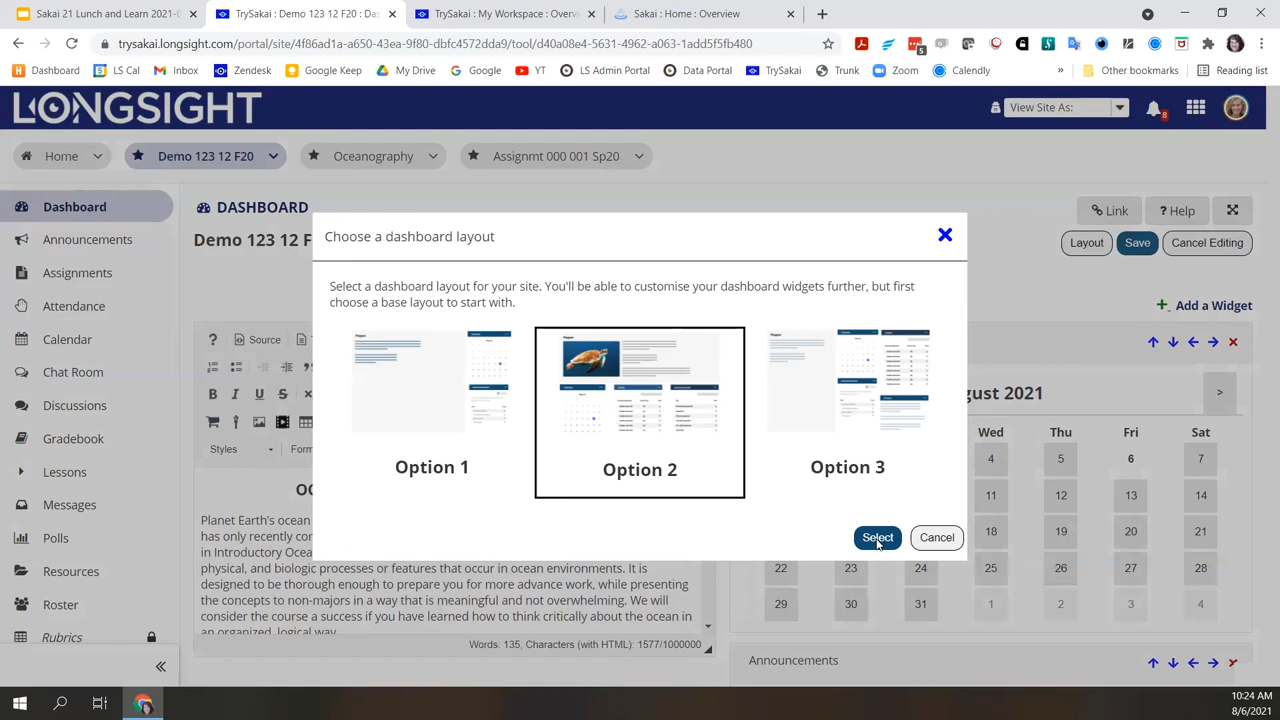 Sakai 21 Lunch and Learn 2021-0
TrySakai : Demo 123 12 F20 : Das
TrySakai : My Workspace : Overvi
Sakai : Home : Overview
trysakai.longsight.com/portal/site/4f86ad1a-a650-43ea-9f80-dbfc4572dda9/tool/d40a08e4-5631-4962-a063-1add5f5fb480
5
Dashboard
LS Cal
Inbox
Zendesk
Google Keep
My Drive
Google
YT
LS Admin Portal
Data Portal
TrySakai
Trunk
Zoom
Calendly
»
Other bookmarks
Reading list
LONGSIGHT
View Site As:
8
Home
Demo 123 12 F20
Oceanography
Assignmt 000 001 Sp20
Dashboard
Announcements
Assignments
Attendance
Calendar
Chat Room
Discussions
Gradebook
Lessons
Messages
Polls
Resources
Roster
Rubrics
DASHBOARD
Link
? Help
Demo 123 12 F
Layout
Save
Cancel Editing
Add a Widget
Choose a dashboard layout
Select a dashboard layout for your site. You'll be able to customise your dashboard widgets further, but first
choose a base layout to start with.
Option 1
Option 2
Option 3
Select
Cancel
? Source
B I U S
Styles
Form
OC
Planet Earth's ocean
has only recently co
in Introductory Ocea
physical, and biologic processes or features that occur in ocean environments. It is
designed to be thorough enough to prepare you for more advance work, while presenting
the concepts to non-majors in a way that is meaningful and not overwhelming. We will
consider the course a success if you have learned how to think critically about the ocean in
an organized, logical way.
Words: 135, Characters (with HTML): 1577/1000000
gust 2021
>
Wed Thu Fri Sat
4 5 6 7
11 12 13 14
18 19 20 21
22 23 24 25 26 27 28
29 30 31 1 2 3 4
Announcements
10:24 AM
8/6/2021